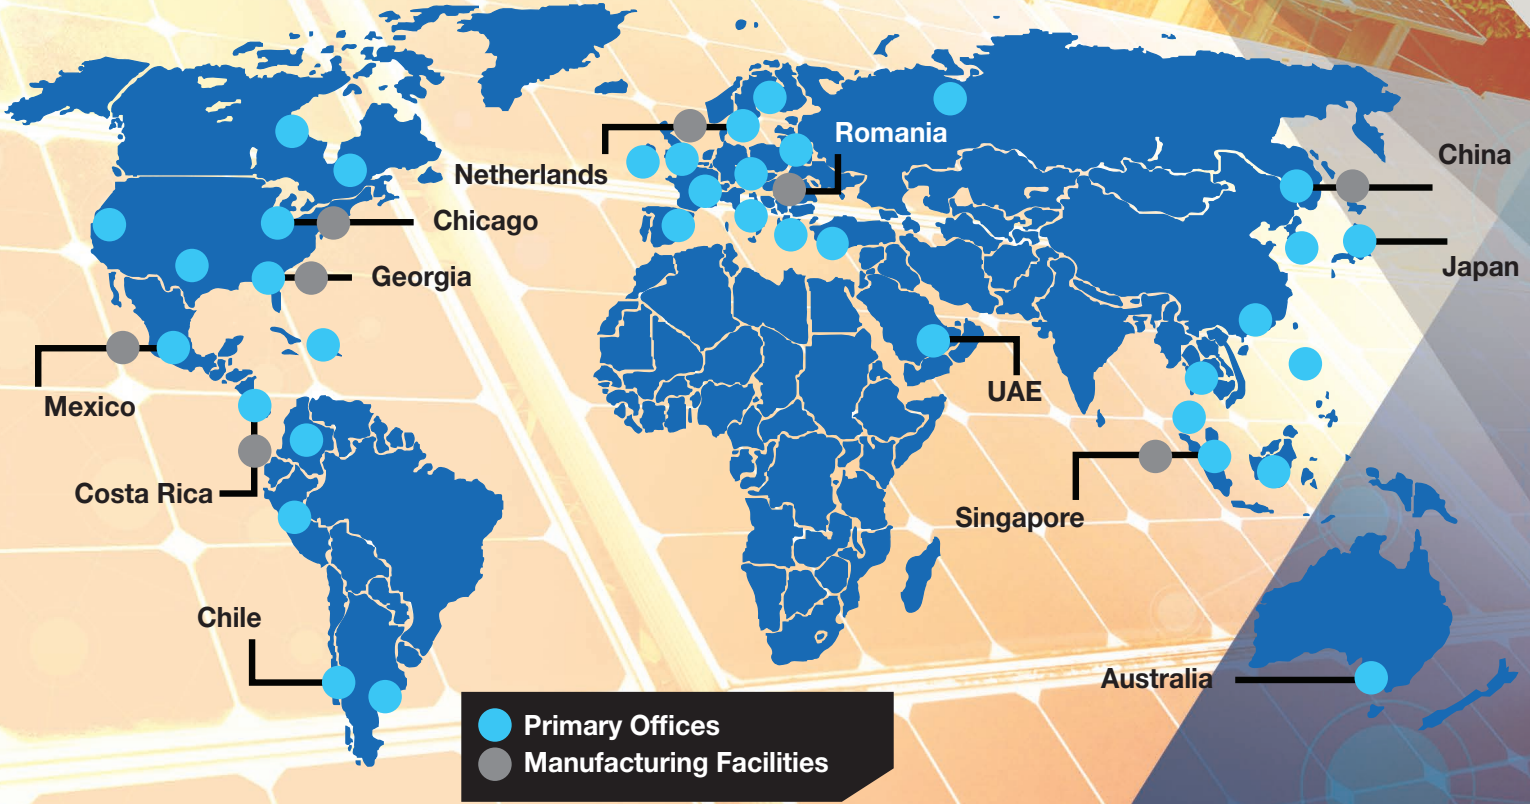 Romania
China
Netherlands
Chicago
Japan
Georgia
UAE
Mexico
Costa Rica
Singapore
Chile
Australia
Primary Offices
Manufacturing Facilities